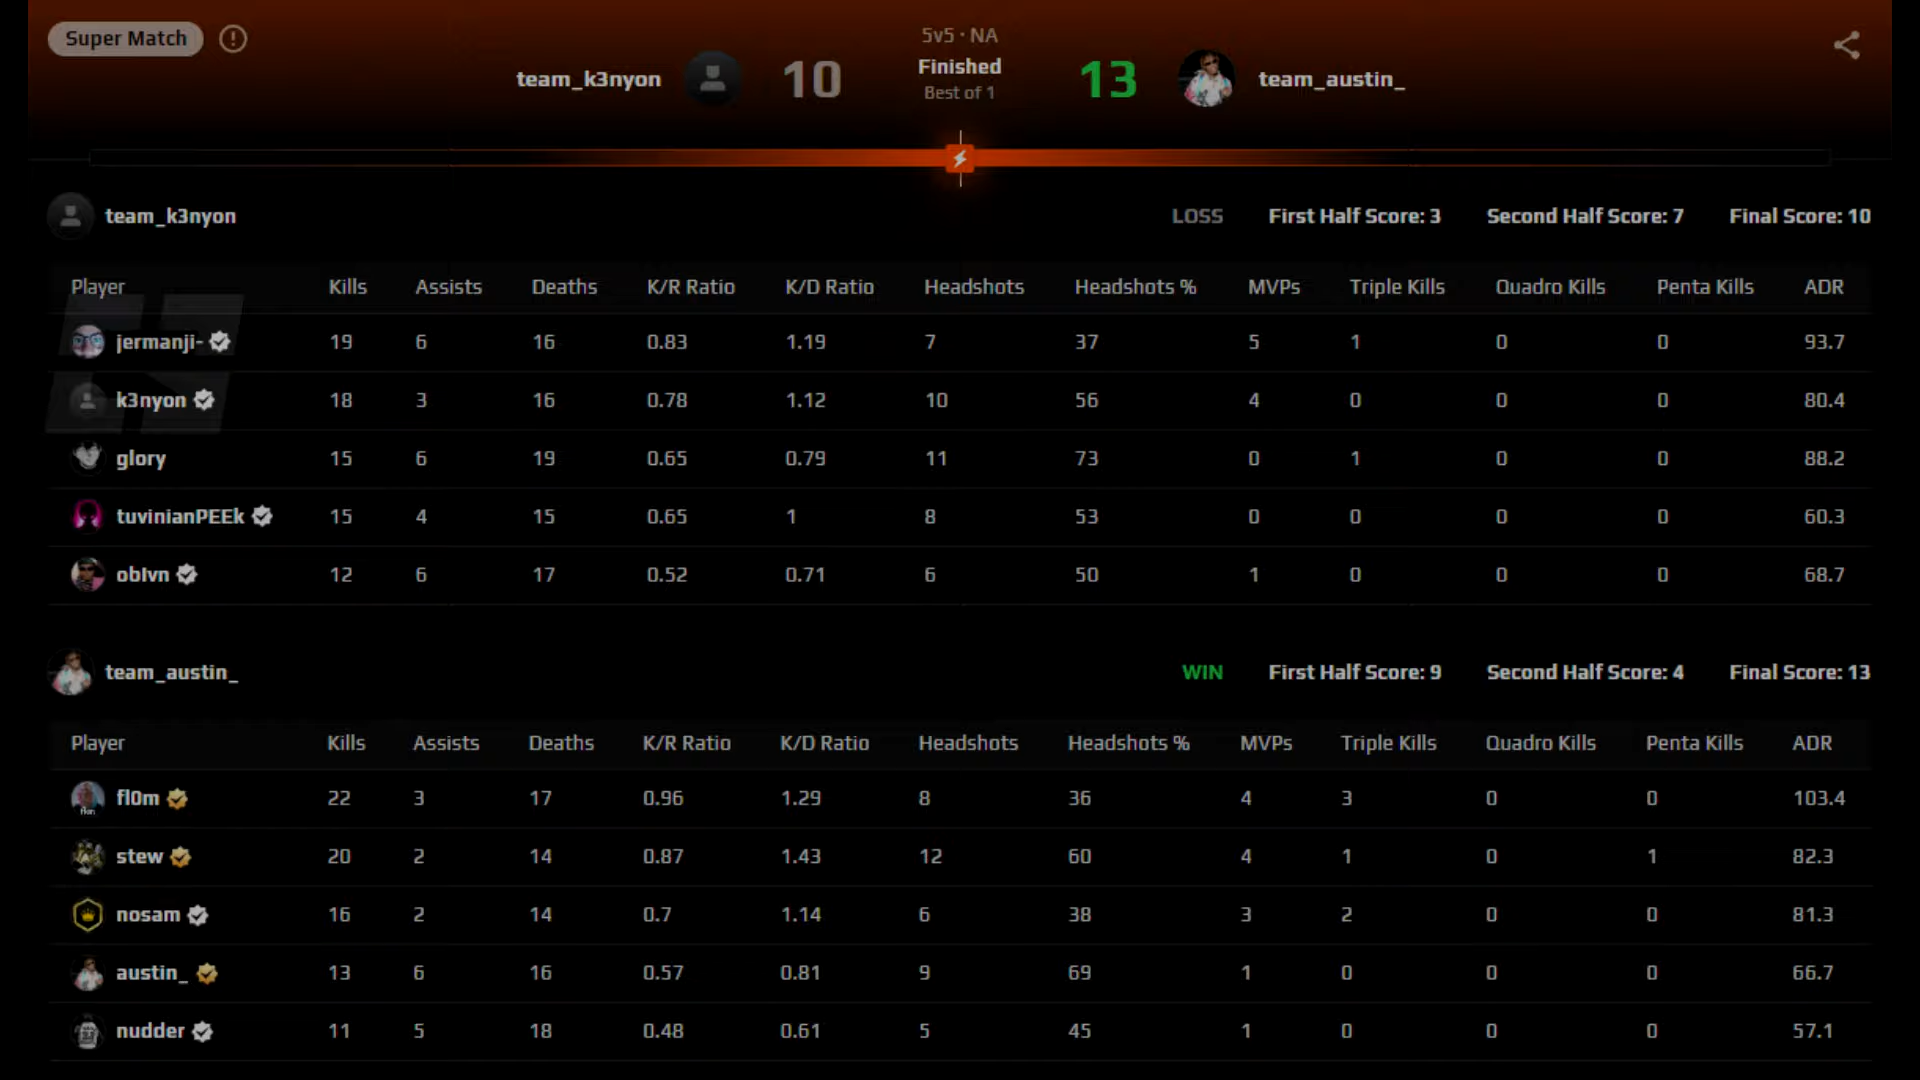 Super Match
5v5 • NA
team_k3nyon 10 Finished 13 team_austin_
Best of 1
team_k3nyon LOSS First Half Score: 3 Second Half Score: 7 Final Score: 10
Player Kills Assists Deaths K/R Ratio K/D Ratio Headshots Headshots % MVPs Triple Kills Quadro Kills Penta Kills ADR
jermanji- 19 6 16 0.83 1.19 7 37 5 1 0 0 93.7
k3nyon 18 3 16 0.78 1.12 10 56 4 0 0 0 80.4
glory 15 6 19 0.65 0.79 11 73 0 1 0 0 88.2
tuvinianPEEk 15 4 15 0.65 1 8 53 0 0 0 0 60.3
oblvn 12 6 17 0.52 0.71 6 50 1 0 0 0 68.7
team_austin_ WIN First Half Score: 9 Second Half Score: 4 Final Score: 13
Player Kills Assists Deaths K/R Ratio K/D Ratio Headshots Headshots % MVPs Triple Kills Quadro Kills Penta Kills ADR
fl0m 22 3 17 0.96 1.29 8 36 4 3 0 0 103.4
stew 20 2 14 0.87 1.43 12 60 4 1 0 1 82.3
nosam 16 2 14 0.7 1.14 6 38 3 2 0 0 81.3
austin_ 13 6 16 0.57 0.81 9 69 1 0 0 0 66.7
nudder 11 5 18 0.48 0.61 5 45 1 0 0 0 57.1